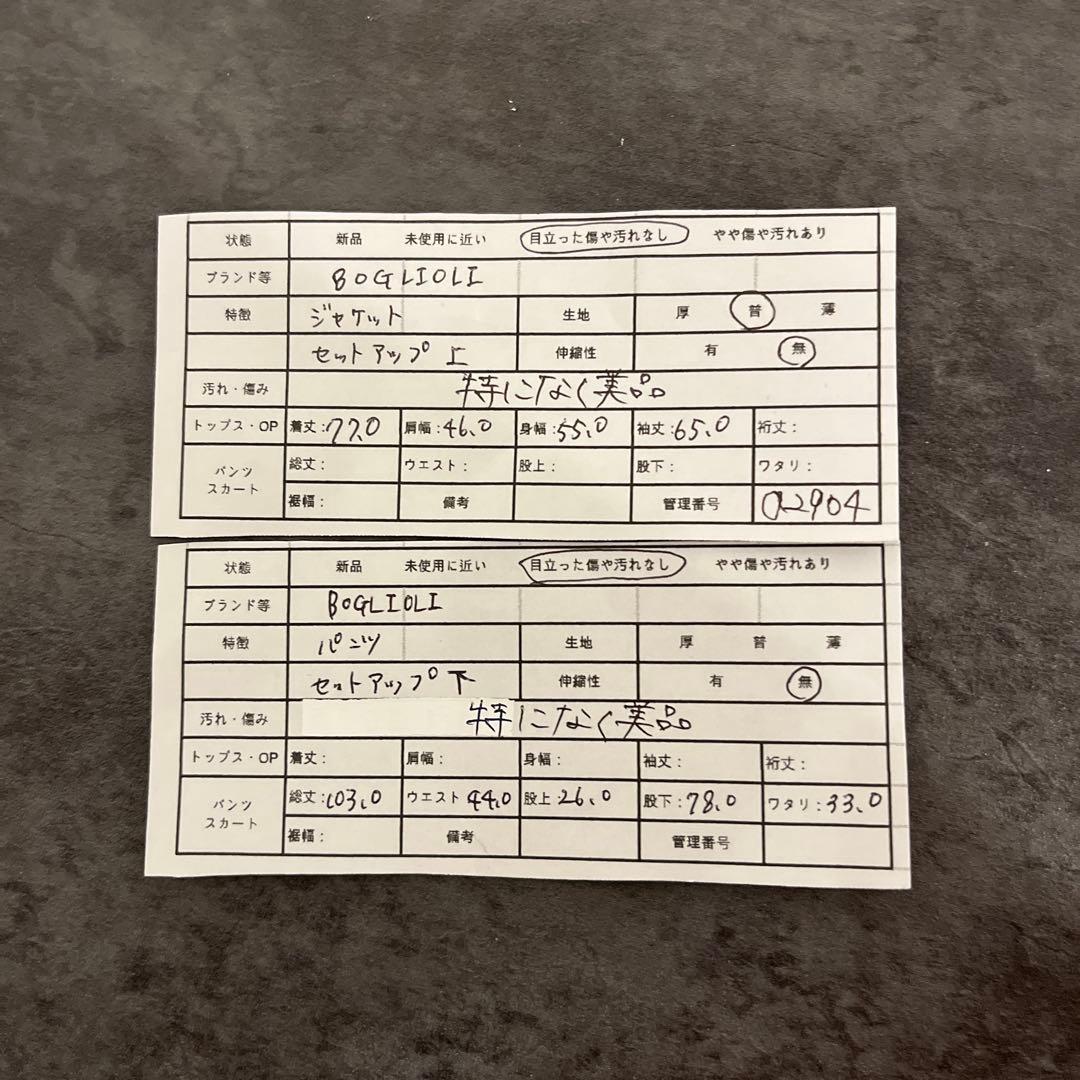 状態 新品 未使用に近い 目立った傷や汚れなし やや傷や汚れあり
ブランド等 BOGLIOLI
特徴 ジャケット 生地 厚 普 薄
セットアップ上 伸縮性 有 無
汚れ・傷み 特になく美品
トップス・OP 着丈:77.0 肩幅:46.0 身幅:55.0 袖丈:65.0 裄丈:
パンツ スカート 総丈: ウエスト: 股上: 股下: ワタリ:
裾幅: 備考 管理番号 a2904
状態 新品 未使用に近い 目立った傷や汚れなし やや傷や汚れあり
ブランド等 BOGLIOLI
特徴 パンツ 生地 厚 普 薄
セットアップ下 伸縮性 有 無
汚れ・傷み 特になく美品
トップス・OP 着丈: 肩幅: 身幅: 袖丈: 裄丈:
パンツ スカート 総丈:103.0 ウエスト 44.0 股上:26.0 股下:78.0 ワタリ:33.0
裾幅: 備考 管理番号